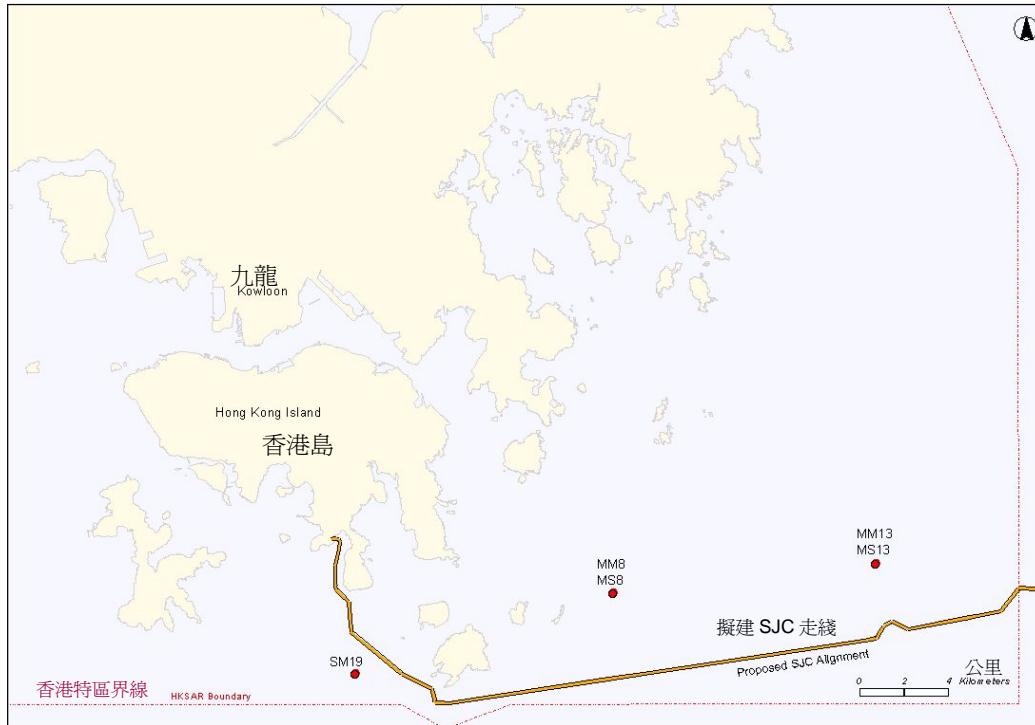 九龍
Kowloon
Hong Kong Island
香港島
MM13
MS13
MM8
MS8
擬建 SJC 走綫
Proposed SJC Alignment
SM19
公里
0 2 4 Kilometers
香港特區界線
HKSAR Boundary